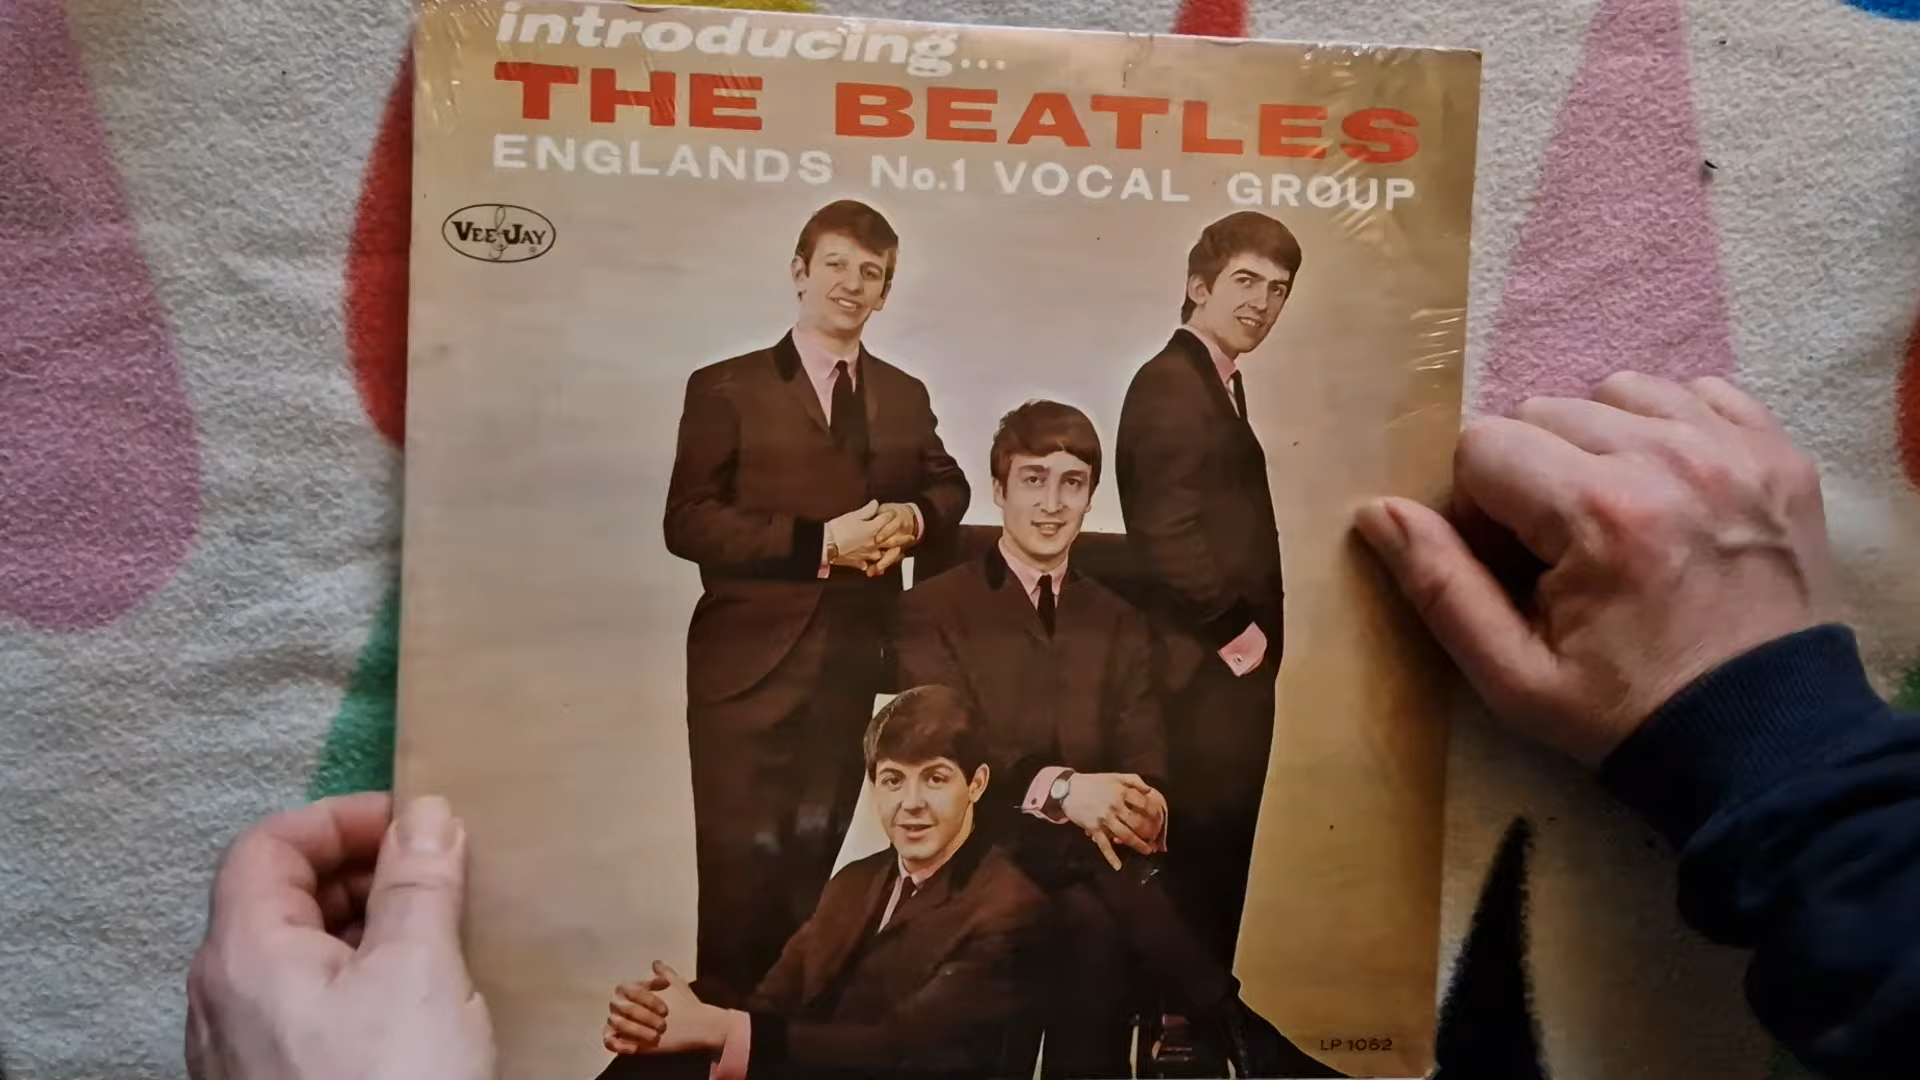 introducing...
THE BEATLES
ENGLANDS No.1 VOCAL GROUP
VEE JAY
LP 1062